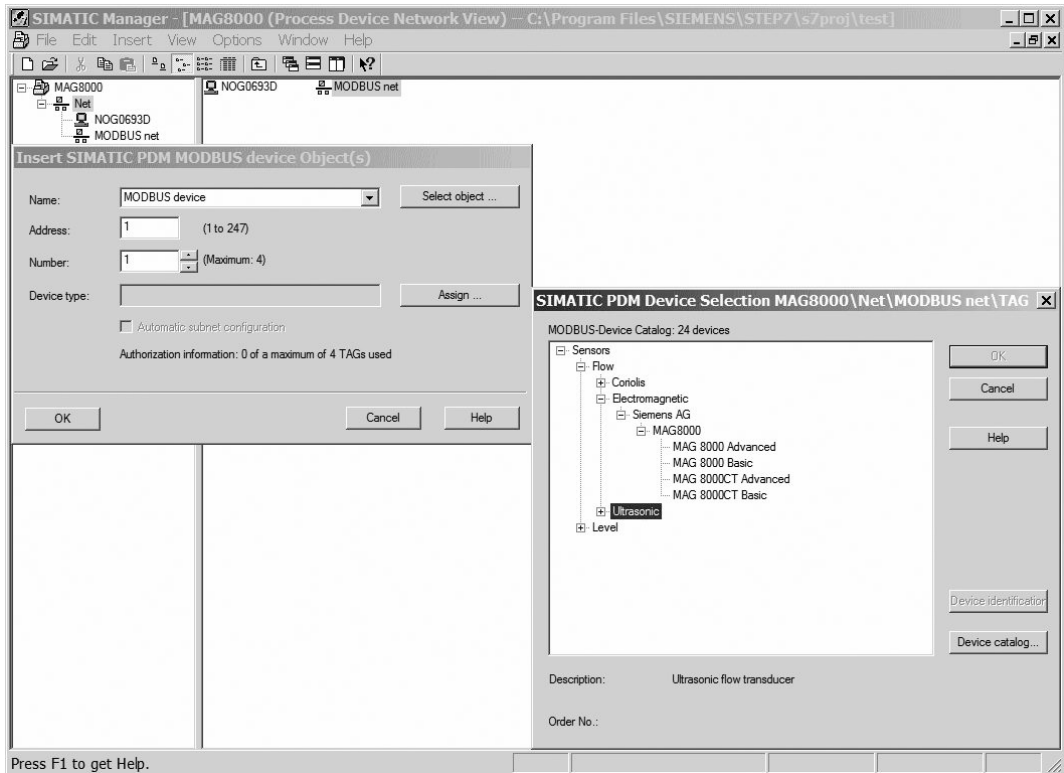 SIMATIC Manager - [MAG8000 (Process Device Network View) -- C:\Program Files\SIEMENS\STEP7\s7proj\test]
File Edit Insert View Options Window Help
MAG8000
Net
NOG0693D
MODBUS net
NOG0693D MODBUS net
Insert SIMATIC PDM MODBUS device Object(s)
Name: MODBUS device Select object ...
Address: 1 (1 to 247)
Number: 1 (Maximum: 4)
Device type: Assign ...
Automatic subnet configuration
Authorization information: 0 of a maximum of 4 TAGs used
OK Cancel Help
SIMATIC PDM Device Selection MAG8000\Net\MODBUS net\TAG
MODBUS-Device Catalog: 24 devices
Sensors
Flow
Coriolis
Electromagnetic
Siemens AG
MAG8000
MAG 8000 Advanced
MAG 8000 Basic
MAG 8000CT Advanced
MAG 8000CT Basic
Ultrasonic
Level
OK
Cancel
Help
Device identification
Device catalog...
Description: Ultrasonic flow transducer
Order No.:
Press F1 to get Help.